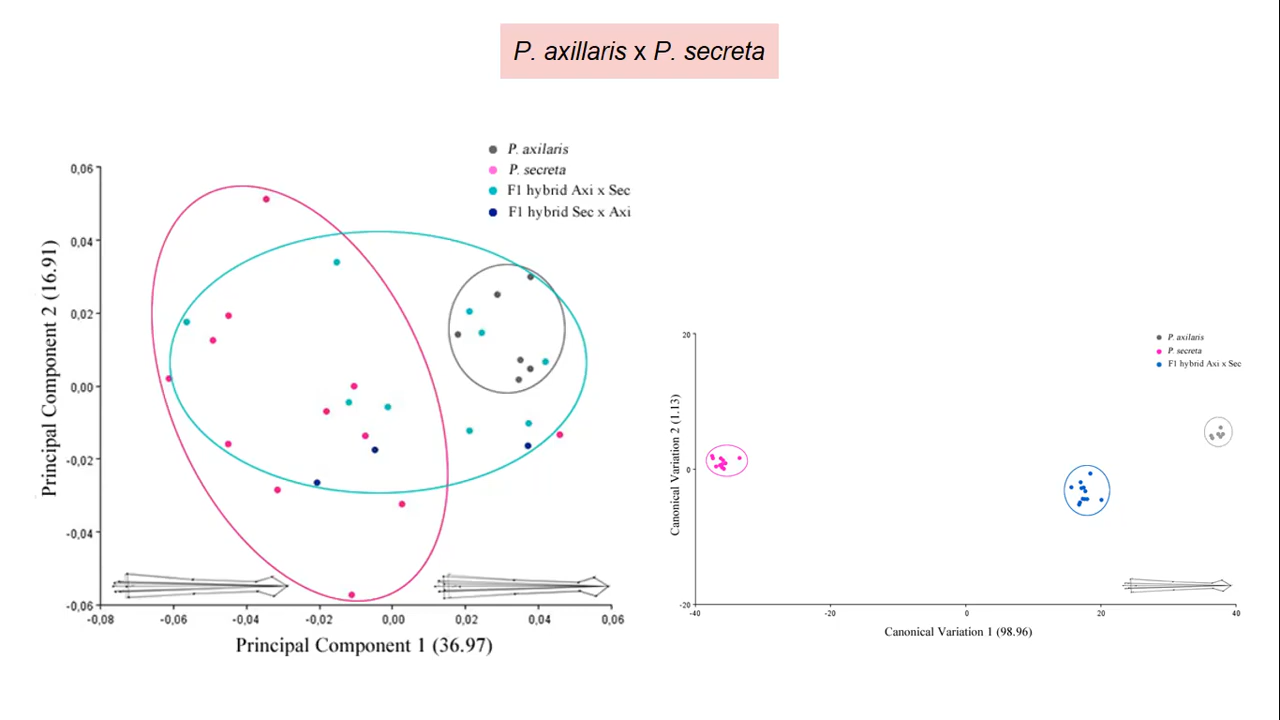 P. axillaris x P. secreta
P. axilaris
P. secreta
F1 hybrid Axi x Sec
F1 hybrid Sec x Axi
0,06
0,04
0,02
0,00
-0,02
-0,04
-0,06
Principal Component 2 (16.91)
-0,08
-0,06
-0,04
-0,02
0,00
0,02
0,04
0,06
Principal Component 1 (36.97)
P. axilaris
P. secreta
F1 hybrid Axi x Sec
20
0
-20
Canonical Variation 2 (1.13)
-40
-20
0
20
40
Canonical Variation 1 (98.96)